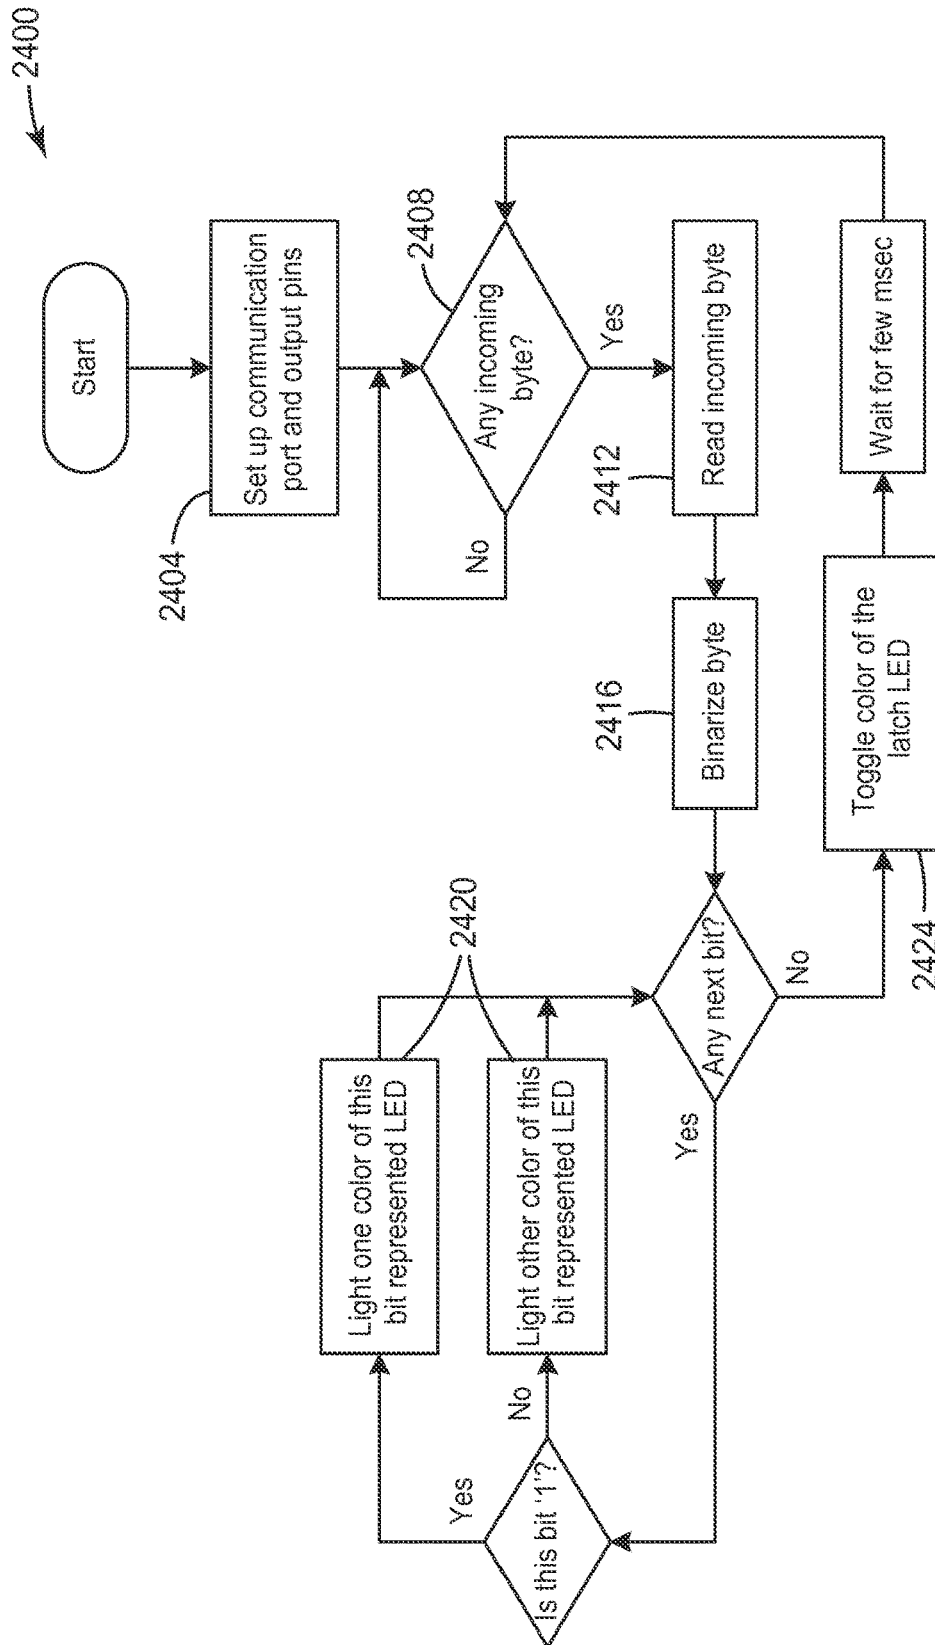 2400
Start
Set up communication
port and output pins
2404
Any incoming
byte?
2408
No
Yes
Read incoming byte
2412
Binarize byte
2416
Any next bit?
Yes
No
Is this bit '1'?
Yes
No
Light one color of this
bit represented LED
Light other color of this
bit represented LED
2420
Toggle color of the
latch LED
2424
Wait for few msec